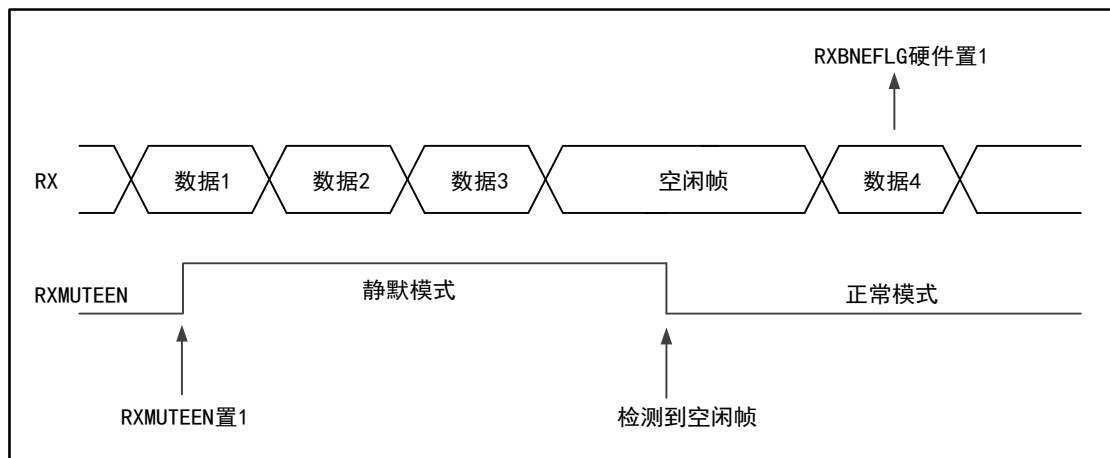 RXBNEFLG硬件置1
RX
数据1
数据2
数据3
空闲帧
数据4
RXMUTEEN
静默模式
正常模式
RXMUTEEN置1
检测到空闲帧